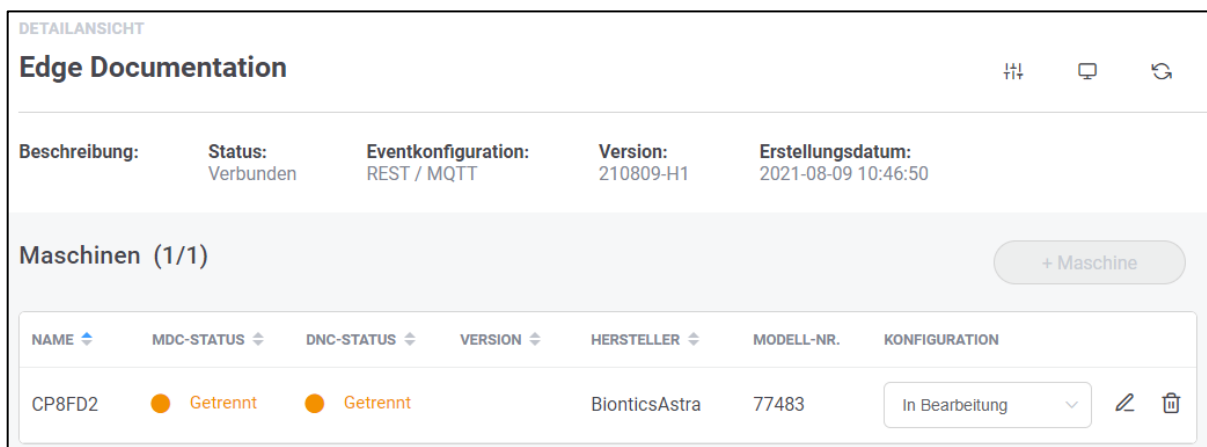 DETAILANSICHT
Edge Documentation
Beschreibung: Status: Eventkonfiguration: Version: Erstellungsdatum:
Verbunden REST / MQTT 210809-H1 2021-08-09 10:46:50
Maschinen (1/1)
+ Maschine
NAME MDC-STATUS DNC-STATUS VERSION HERSTELLER MODELL-NR. KONFIGURATION
CP8FD2 Getrennt Getrennt BionticsAstra 77483 In Bearbeitung